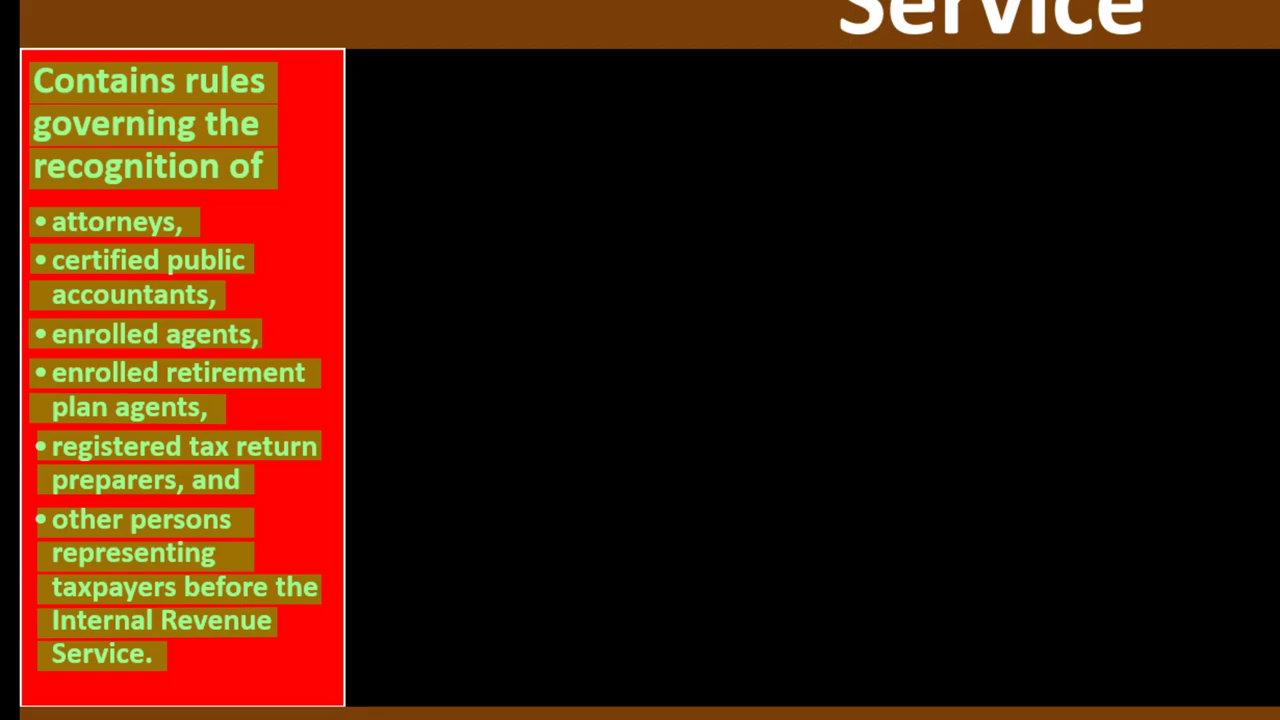 Service
Contains rules
governing the
recognition of
• attorneys,
• certified public
accountants,
• enrolled agents,
• enrolled retirement
plan agents,
• registered tax return
preparers, and
• other persons
representing
taxpayers before the
Internal Revenue
Service.